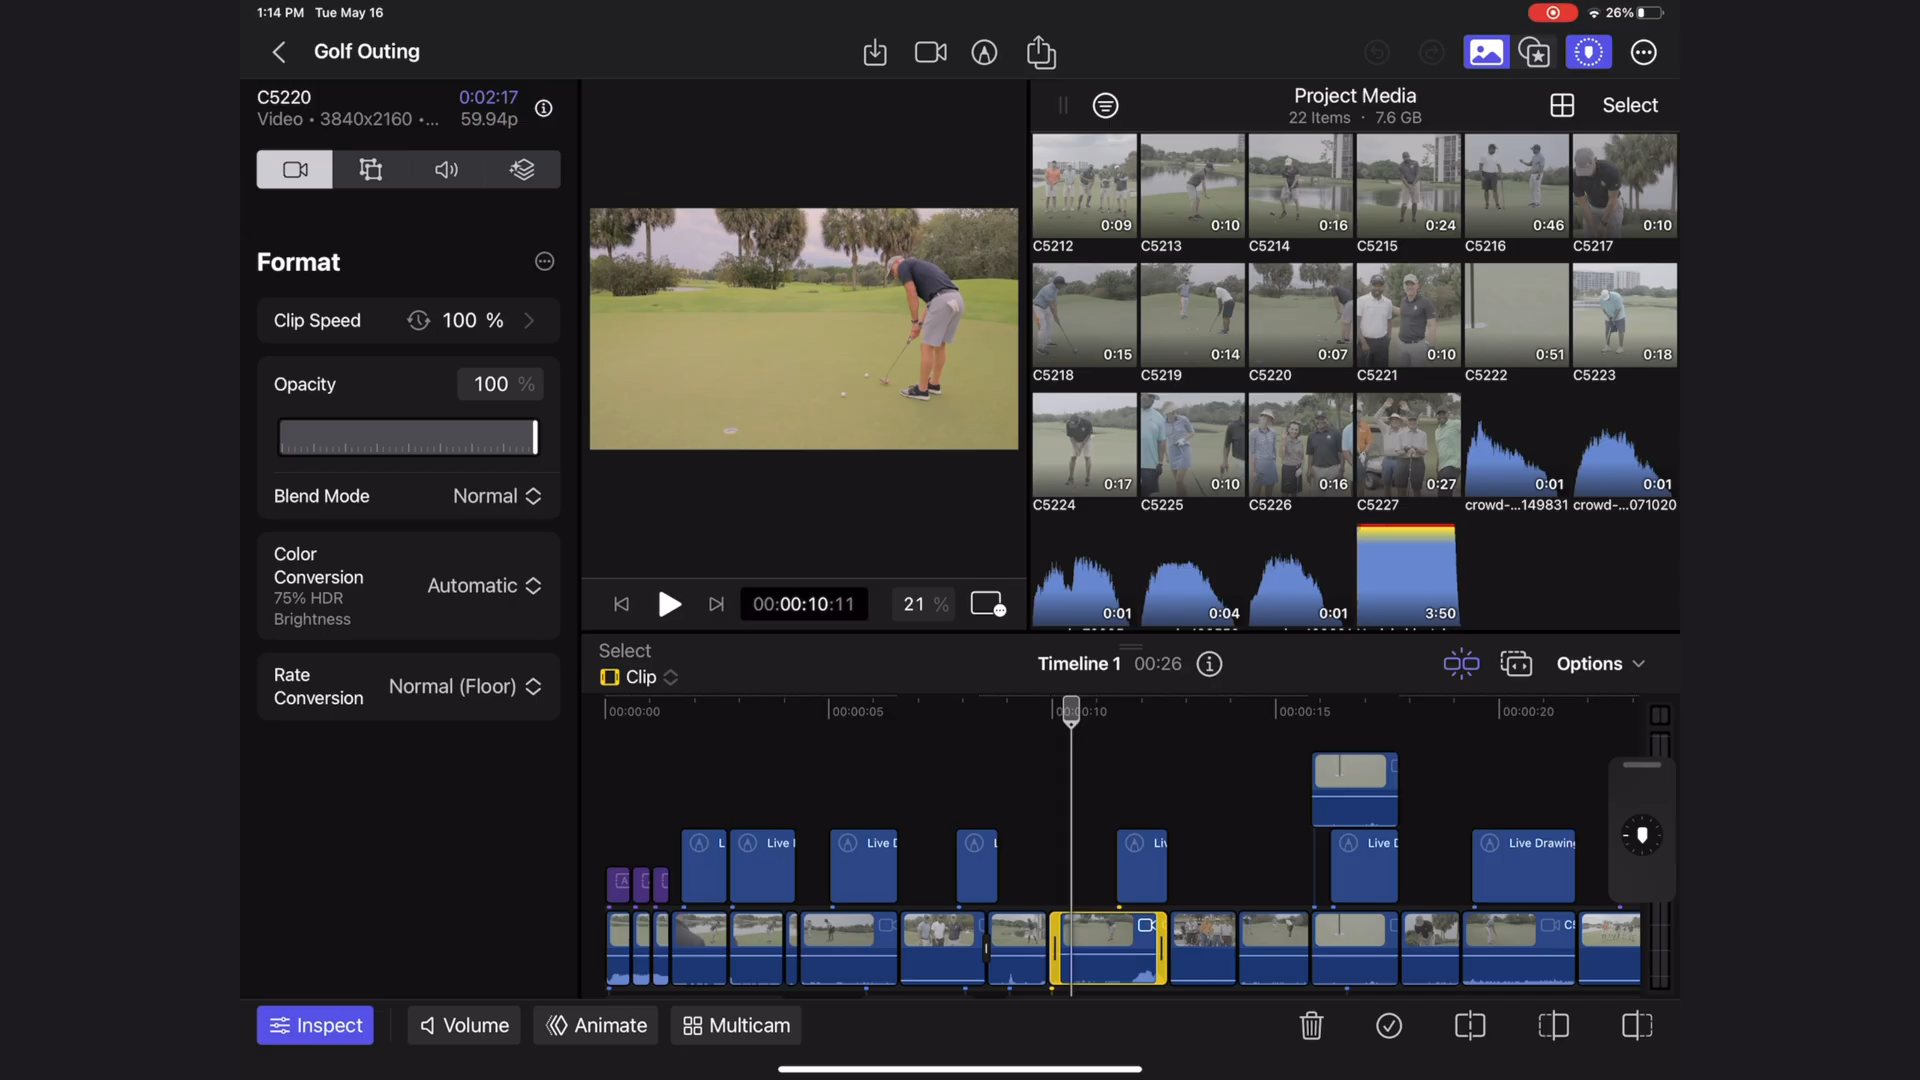 1:14 PM Tue May 16
26%
Golf Outing
C5220
0:02:17
Video • 3840x2160 •...
59.94p
Format
Clip Speed
100 %
Opacity
100 %
Blend Mode
Normal
Color
Conversion
75% HDR
Brightness
Automatic
Rate
Conversion
Normal (Floor)
00:00:10:11
21 %
Project Media
22 Items · 7.6 GB
Select
0:09
0:10
0:16
0:24
0:46
0:10
C5212
C5213
C5214
C5215
C5216
C5217
0:15
0:14
0:07
0:10
0:51
0:18
C5218
C5219
C5220
C5221
C5222
C5223
0:17
0:10
0:16
0:27
0:01
0:01
C5224
C5225
C5226
C5227
crowd-...149831
crowd-...071020
0:01
0:04
0:01
3:50
Select
Clip
Timeline 1 00:26
Options
00:00:00
00:00:05
00:00:10
00:00:15
00:00:20
L
Live
Live D
L
Liv
Live D
Live Drawing
C5
Inspect
Volume
Animate
Multicam